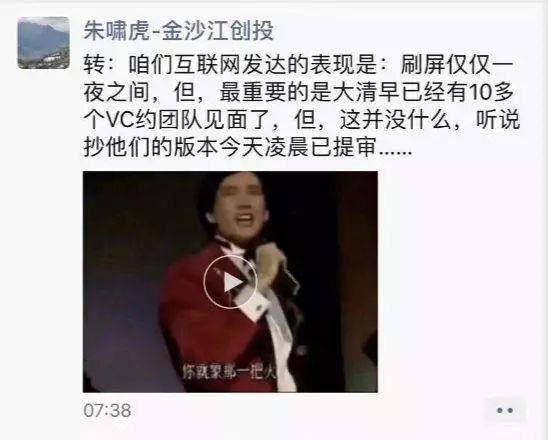 朱啸虎-金沙江创投
转：咱们互联网发达的表现是：刷屏仅仅一
夜之间，但，最重要的是大清早已经有10多
个VC约团队见面了，但，这并没什么，听说
抄他们的版本今天凌晨已提审......
你就象那一把火
07:38